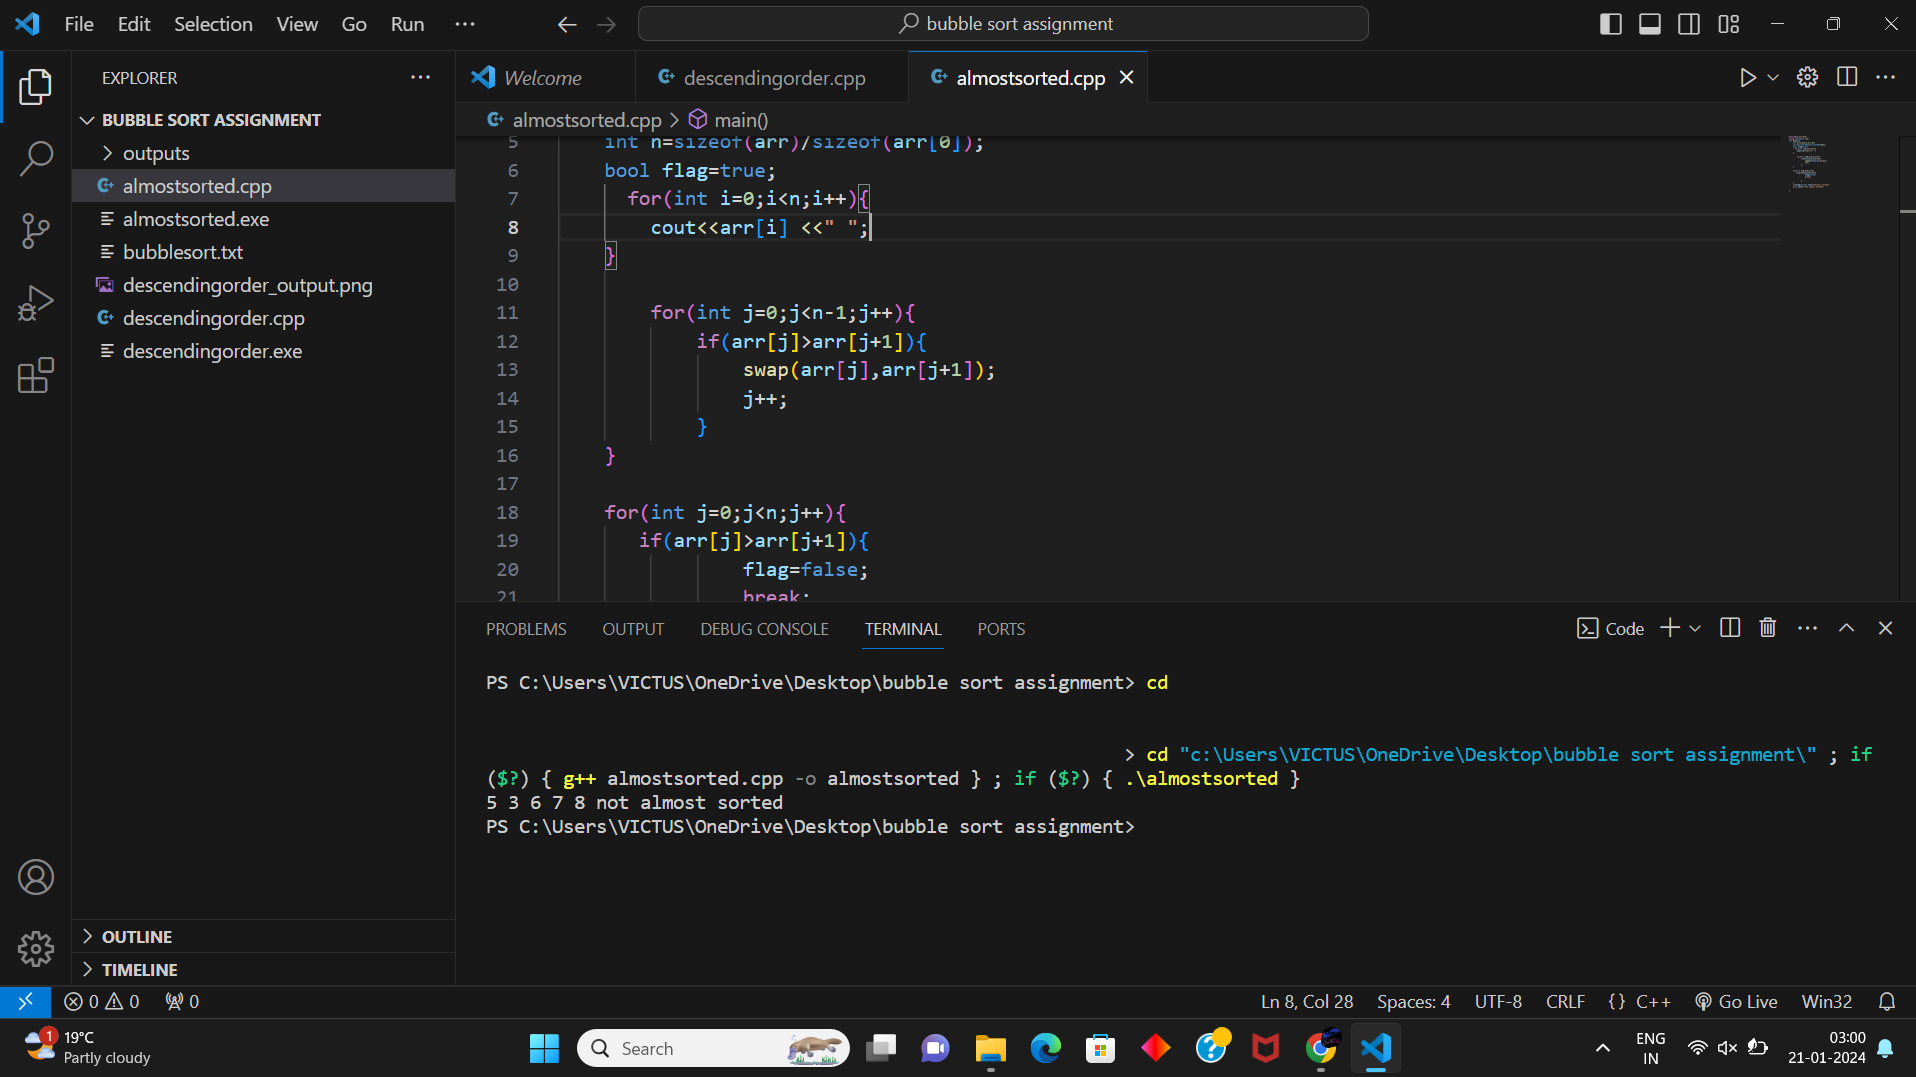 File Edit Selection View Go Run ··· bubble sort assignment
EXPLORER ···
BUBBLE SORT ASSIGNMENT
outputs
almostsorted.cpp
almostsorted.exe
bubblesort.txt
descendingorder_output.png
descendingorder.cpp
descendingorder.exe
OUTLINE
TIMELINE
Welcome descendingorder.cpp almostsorted.cpp
almostsorted.cpp > main()
5 int n=sizeof(arr)/sizeof(arr[0]);
6 bool flag=true;
7 for(int i=0;i<n;i++){
8 cout<<arr[i] <<" ";
9 }
10
11 for(int j=0;j<n-1;j++){
12 if(arr[j]>arr[j+1]){
13 swap(arr[j],arr[j+1]);
14 j++;
15 }
16 }
17
18 for(int j=0;j<n;j++){
19 if(arr[j]>arr[j+1]){
20 flag=false;
21 break;
PROBLEMS OUTPUT DEBUG CONSOLE TERMINAL PORTS Code
PS C:\Users\VICTUS\OneDrive\Desktop\bubble sort assignment> cd
> cd "c:\Users\VICTUS\OneDrive\Desktop\bubble sort assignment\" ; if
($?) { g++ almostsorted.cpp -o almostsorted } ; if ($?) { .\almostsorted }
5 3 6 7 8 not almost sorted
PS C:\Users\VICTUS\OneDrive\Desktop\bubble sort assignment>
0 0 0 Ln 8, Col 28 Spaces: 4 UTF-8 CRLF {} C++ Go Live Win32
1 19°C
Partly cloudy
Search
ENG
IN
03:00
21-01-2024